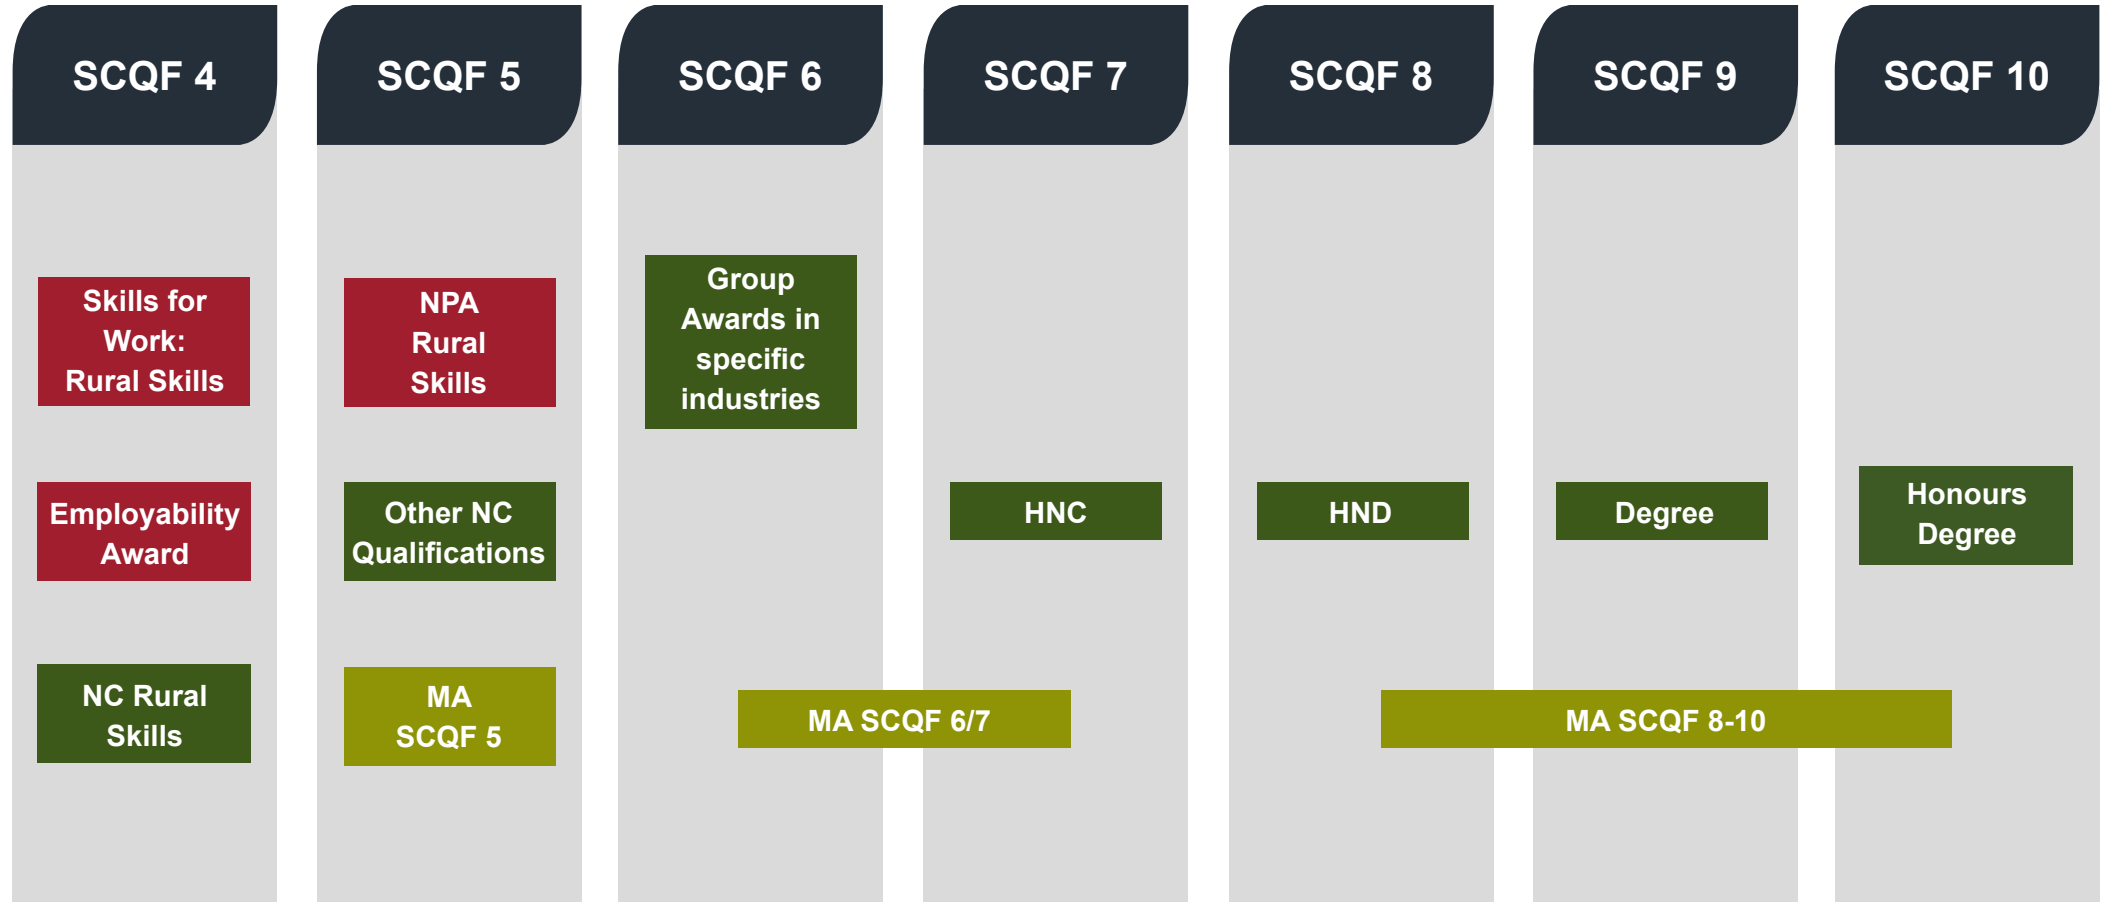 SCQF 4
SCQF 5
SCQF 6
SCQF 7
SCQF 8
SCQF 9
SCQF 10
Skills for
Work:
Rural Skills
NPA
Rural
Skills
Group
Awards in
specific
industries
Employability
Award
Other NC
Qualifications
HNC
HND
Degree
Honours
Degree
NC Rural
Skills
MA
SCQF 5
MA SCQF 6/7
MA SCQF 8-10